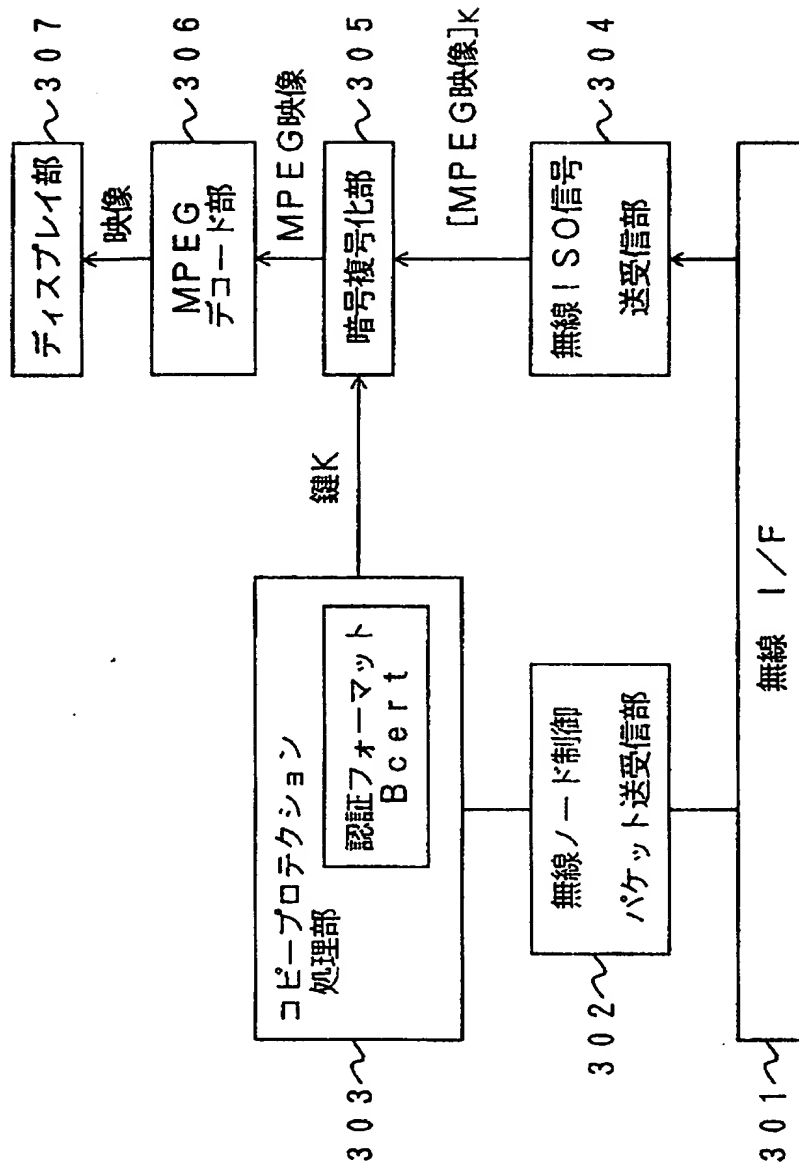 ディスプレイ部
307
映像
MPEG
デコード部
306
MPEG映像
コピープロテクション
処理部
認証フォーマット
Bcert
303
鍵K
暗号複号化部
305
[MPEG映像]K
無線ノード制御
パケット送受信部
302
無線ISO信号
送受信部
304
無線 I/F
301